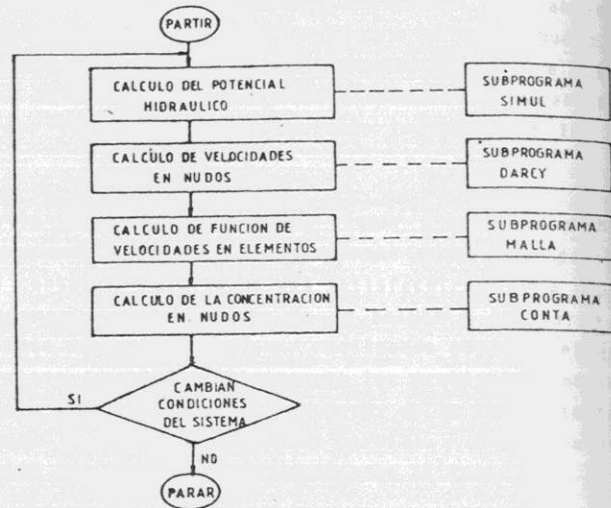 PARTIR
CALCULO DEL POTENCIAL
HIDRAULICO
SUBPROGRAMA
SIMUL
CALCULO DE VELOCIDADES
EN NUDOS
SUBPROGRAMA
DARCY
CALCULO DE FUNCION DE
VELOCIDADES EN ELEMENTOS
SUBPROGRAMA
MALLA
CALCULO DE LA CONCENTRACION
EN NUDOS
SUBPROGRAMA
CONTA
CAMBIAN
CONDICIONES
DEL SISTEMA
SI
NO
PARAR